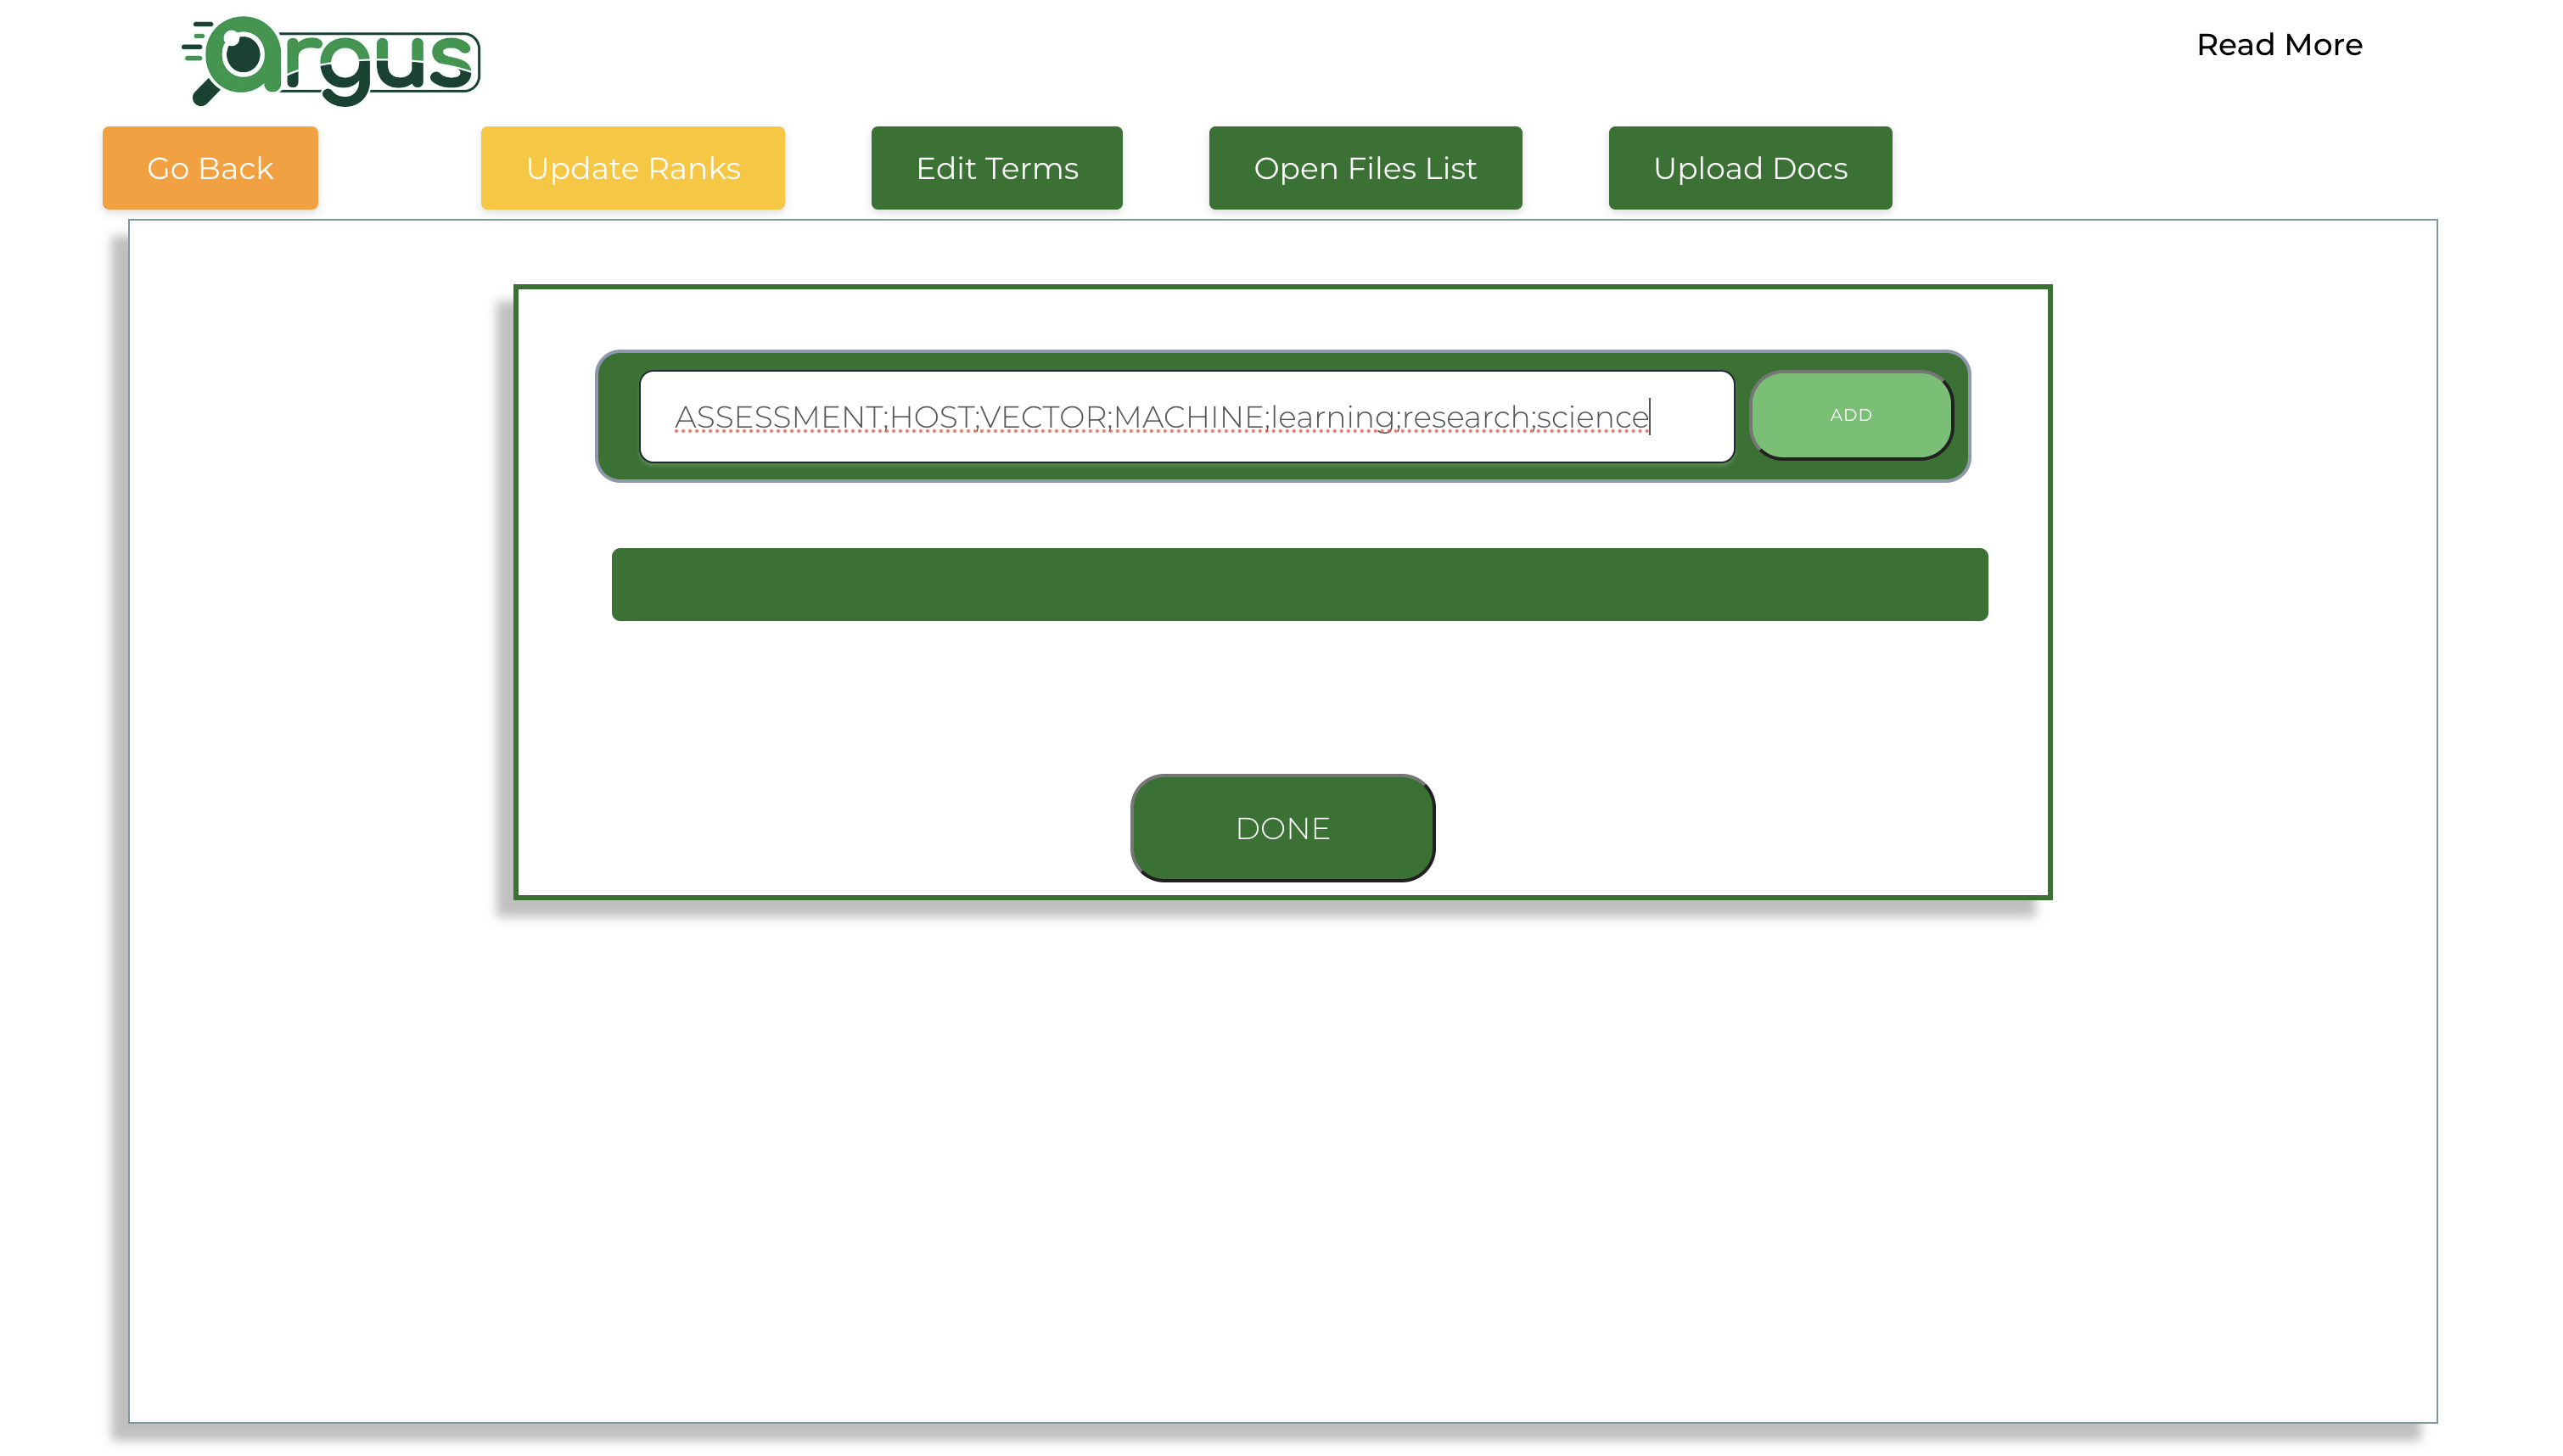 argus
Read More
Go Back
Update Ranks
Edit Terms
Open Files List
Upload Docs
ASSESSMENT;HOST;VECTOR;MACHINE;learning;research;science
ADD
DONE